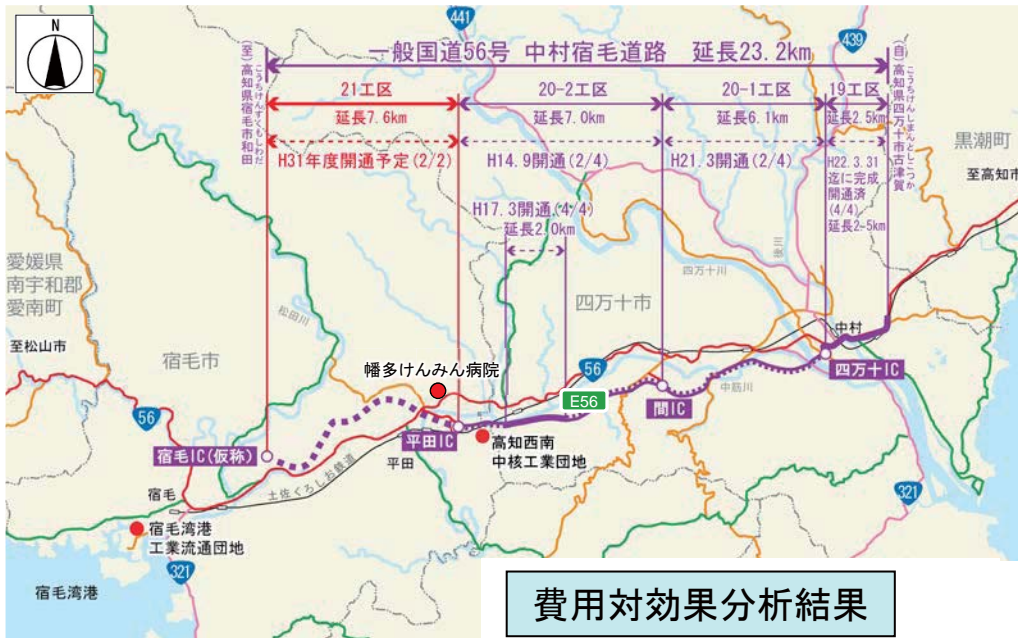 N
441
439
一般国道56号 中村宿毛道路 延長23.2km
(至)高知県宿毛市和田
こうちけんすくもしわだ
(自)高知県四万十市古津賀
こうちけんしまんとしこつか
21工区
20-2工区
20-1工区
19工区
延長7.6km
延長7.0km
延長6.1km
延長2.5km
H31年度開通予定(2/2)
H14.9開通(2/4)
H21.3開通(2/4)
H22.3.31
迄に完成
開通済
(4/4)
延長2.5km
H17.3開通(4/4)
延長2.0km
黒潮町
至高知市
愛媛県
南宇和郡
愛南町
至松山市
宿毛市
松田川
四万十川
後川
四万十市
中村
幡多けんみん病院
56
E56
四万十IC
間IC
中筋川
56
平田IC
高知西南
中核工業団地
宿毛IC(仮称)
平田
土佐くろしお鉄道
宿毛
宿毛湾港
工業流通団地
321
321
宿毛湾港
費用対効果分析結果